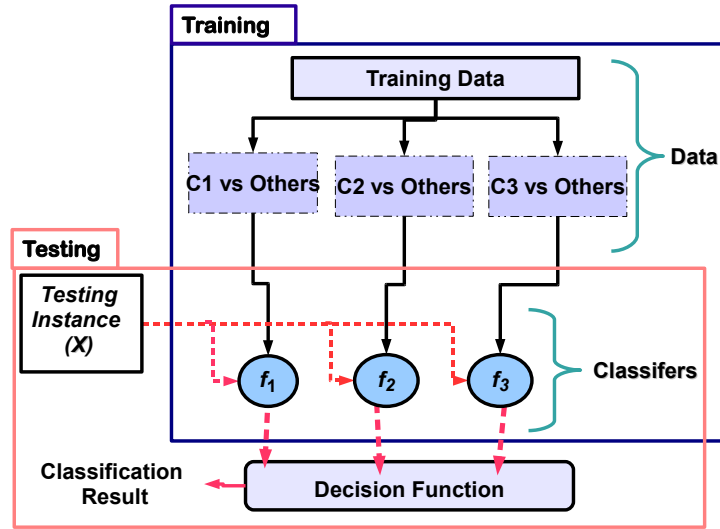 Training
Training Data
C1 vs Others
C2 vs Others
C3 vs Others
Data
Testing
Testing
Instance
(X)
f1
f2
f3
Classifers
Classification
Result
Decision Function